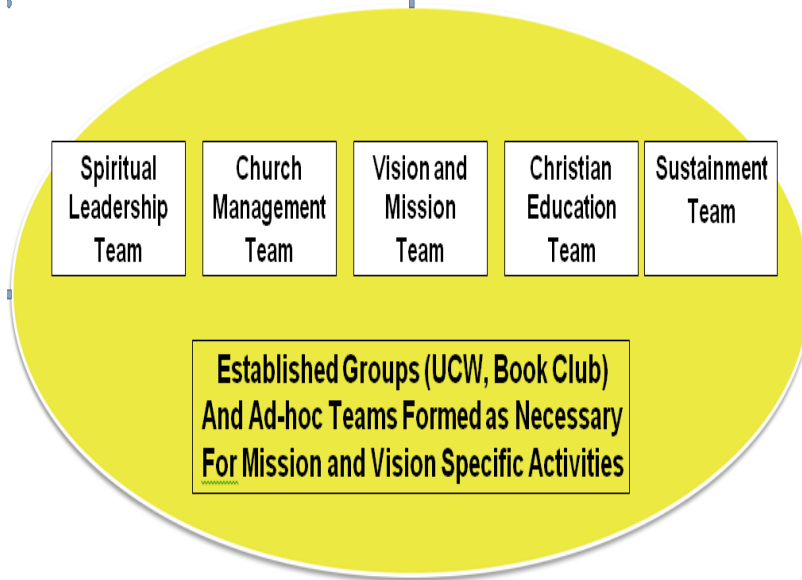 Spiritual
Leadership
Team
Church
Management
Team
Vision and
Mission
Team
Christian
Education
Team
Sustainment
Team
Established Groups (UCW, Book Club)
And Ad-hoc Teams Formed as Necessary
For Mission and Vision Specific Activities